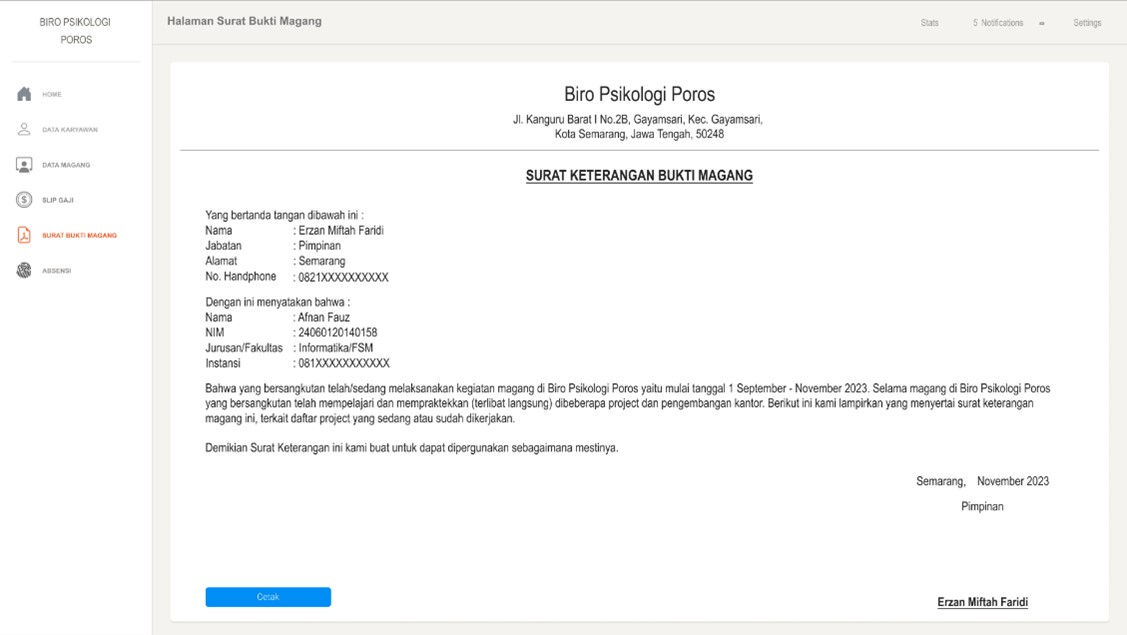 BIRO PSIKOLOGI
POROS
HOME
DATA KARYAWAN
DATA MAGANG
SLIP GAJI
SURAT BUKTI MAGANG
ABSENSI
Halaman Surat Bukti Magang
Stats
5 Notifications
Settings
Biro Psikologi Poros
Jl. Kanguru Barat I No.2B, Gayamsari, Kec. Gayamsari,
Kota Semarang, Jawa Tengah, 50248
SURAT KETERANGAN BUKTI MAGANG
Yang bertanda tangan dibawah ini :
Nama : Erzan Miftah Faridi
Jabatan : Pimpinan
Alamat : Semarang
No. Handphone : 0821XXXXXXXXXX
Dengan ini menyatakan bahwa :
Nama : Afnan Fauz
NIM : 24060120140158
Jurusan/Fakultas : Informatika/FSM
Instansi : 081XXXXXXXXXXX
Bahwa yang bersangkutan telah/sedang melaksanakan kegiatan magang di Biro Psikologi Poros yaitu mulai tanggal 1 September - November 2023. Selama magang di Biro Psikologi Poros
yang bersangkutan telah mempelajari dan mempraktekkan (terlibat langsung) dibeberapa project dan pengembangan kantor. Berikut ini kami lampirkan yang menyertai surat keterangan
magang ini, terkait daftar project yang sedang atau sudah dikerjakan.
Demikian Surat Keterangan ini kami buat untuk dapat dipergunakan sebagaimana mestinya.
Semarang, November 2023
Pimpinan
Cetak
Erzan Miftah Faridi